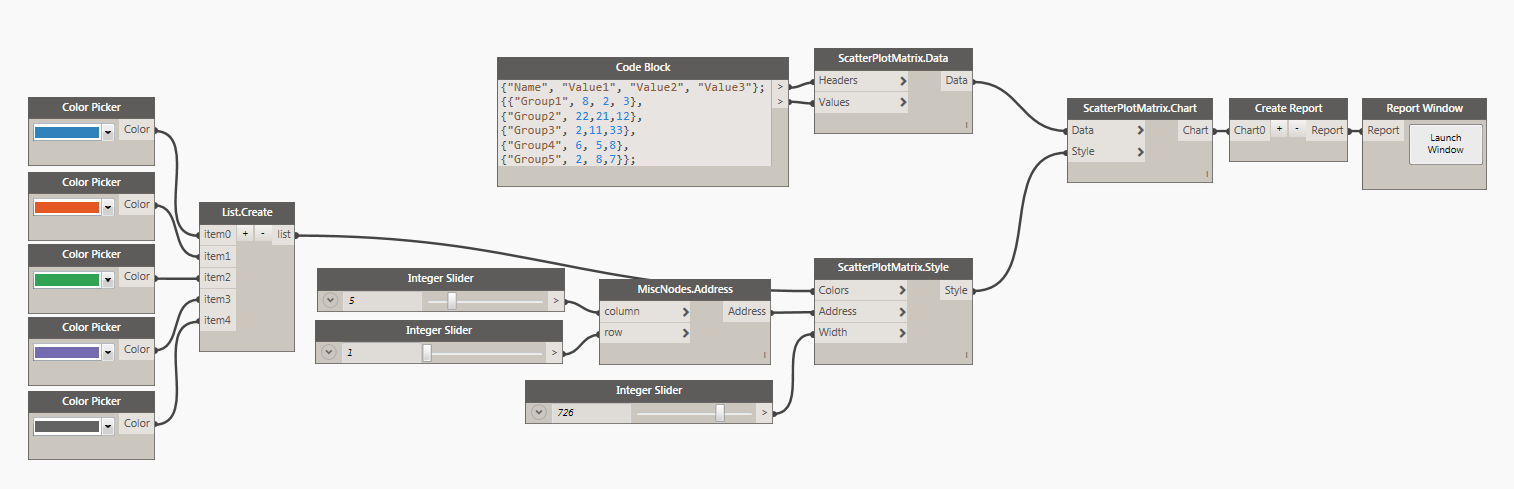 Color Picker
Color
Color Picker
Color
Color Picker
Color
Color Picker
Color
Color Picker
Color
List.Create
item0 + - list
item1
item2
item3
item4
Integer Slider
5 >
Integer Slider
1 >
Code Block
{"Name", "Value1", "Value2", "Value3"}; >
{{"Group1", 8, 2, 3}, >
{"Group2", 22,21,12},
{"Group3", 2,11,33},
{"Group4", 6, 5,8},
{"Group5", 2, 8,7}};
MiscNodes.Address
column Address
row
Integer Slider
726 >
ScatterPlotMatrix.Data
Headers Data
Values
ScatterPlotMatrix.Style
Colors Style
Address
Width
ScatterPlotMatrix.Chart
Data Chart
Style
Create Report
Chart0 + - Report
Report Window
Report Launch
Window